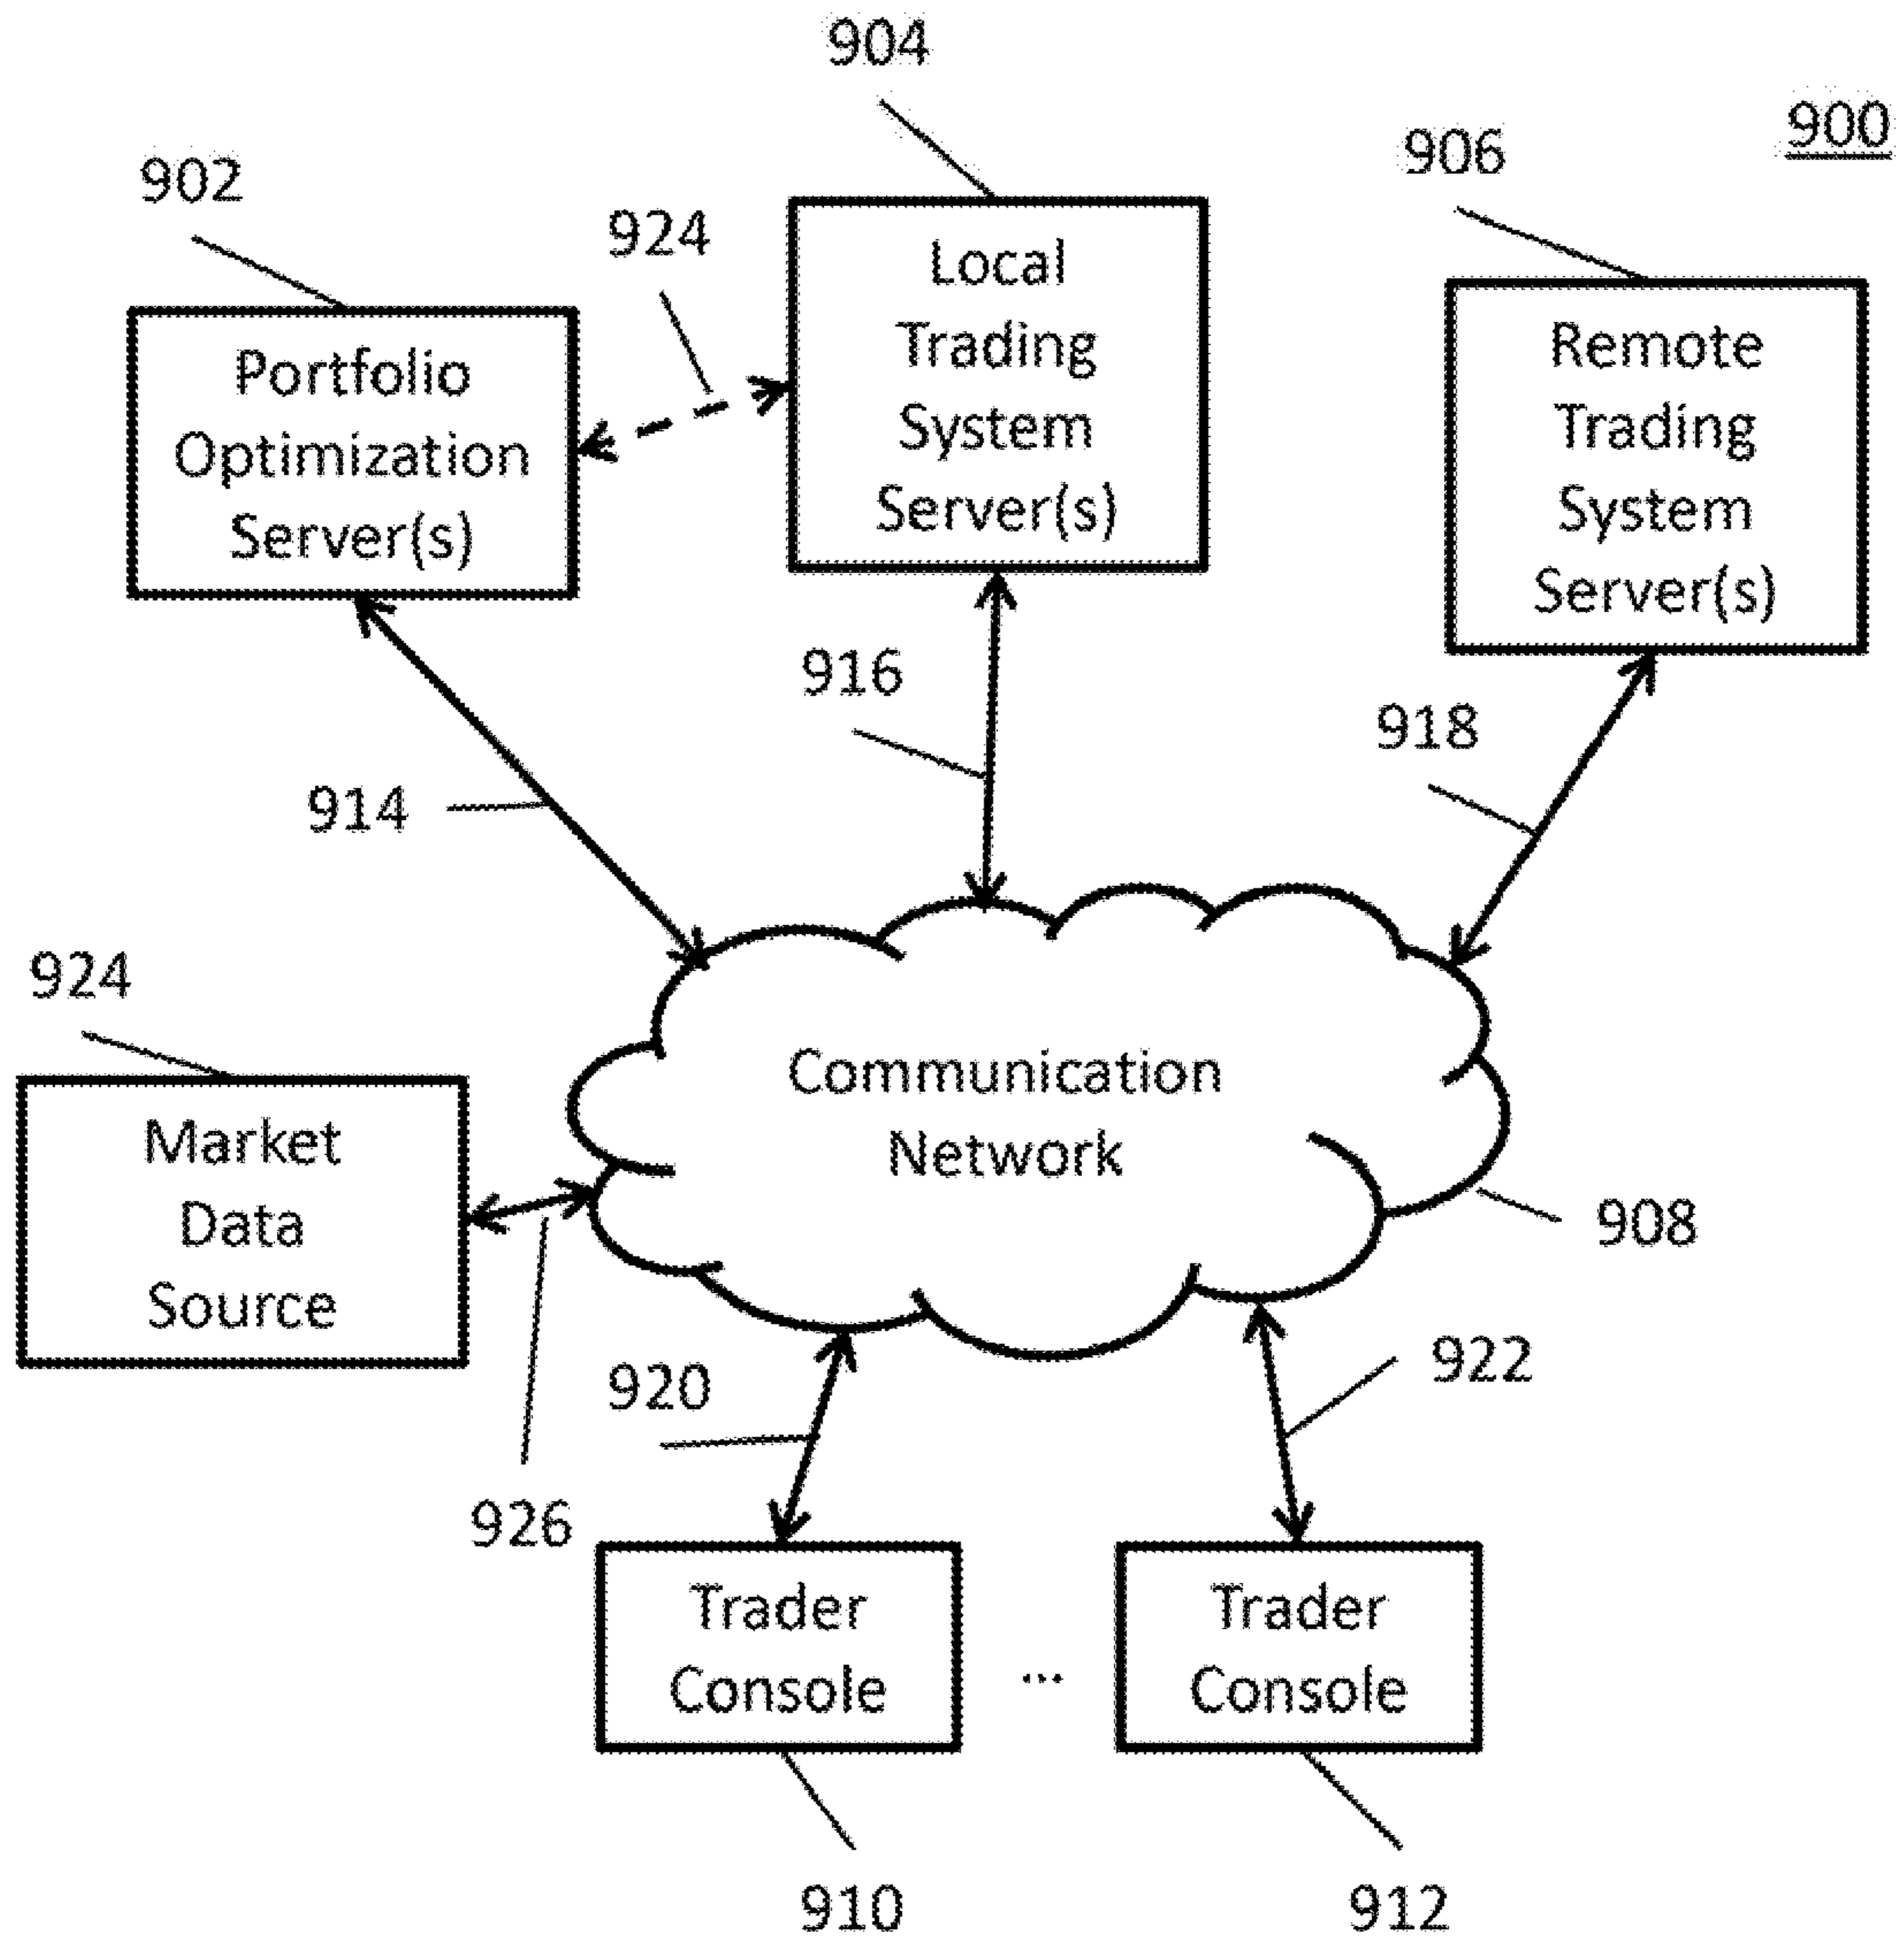 904
900
906
902
924
Local
Trading
System
Server(s)
Portfolio
Optimization
Server(s)
Remote
Trading
System
Server(s)
916
918
914
924
Communication
Network
Market
Data
Source
908
920
922
926
Trader
Console
...
Trader
Console
910
912